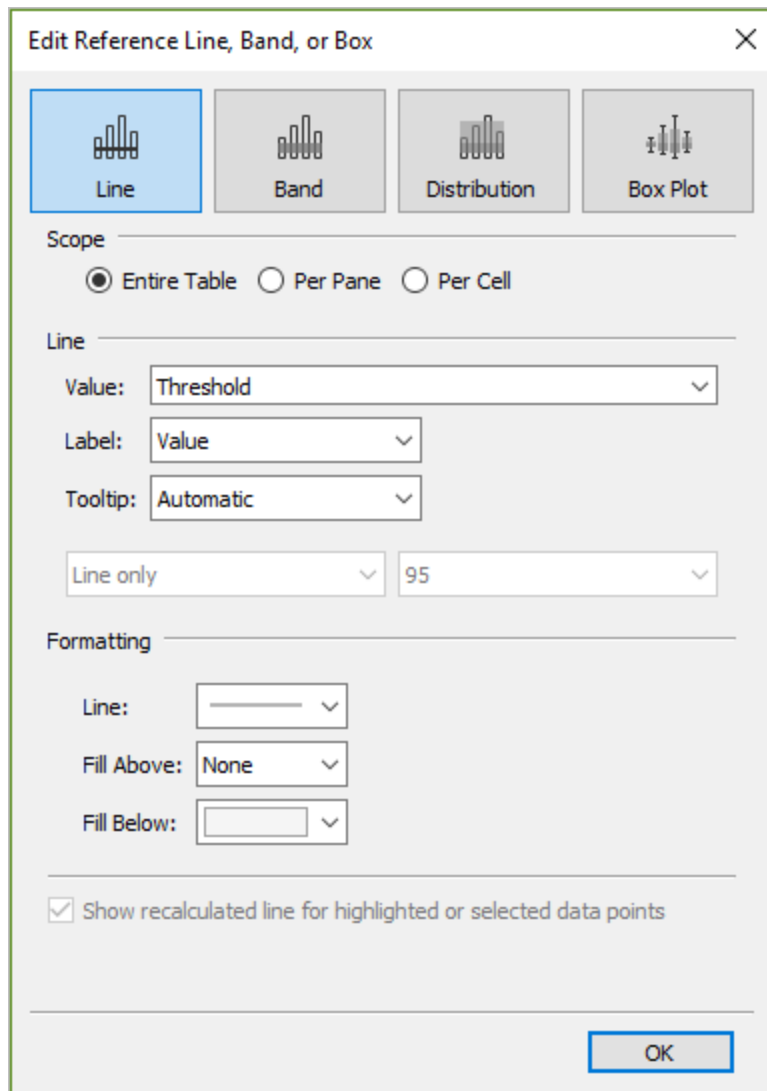 Edit Reference Line, Band, or Box
Line Band Distribution Box Plot
Scope
Entire Table Per Pane Per Cell
Line
Value: Threshold
Label: Value
Tooltip: Automatic
Line only 95
Formatting
Line:
Fill Above: None
Fill Below:
Show recalculated line for highlighted or selected data points
OK